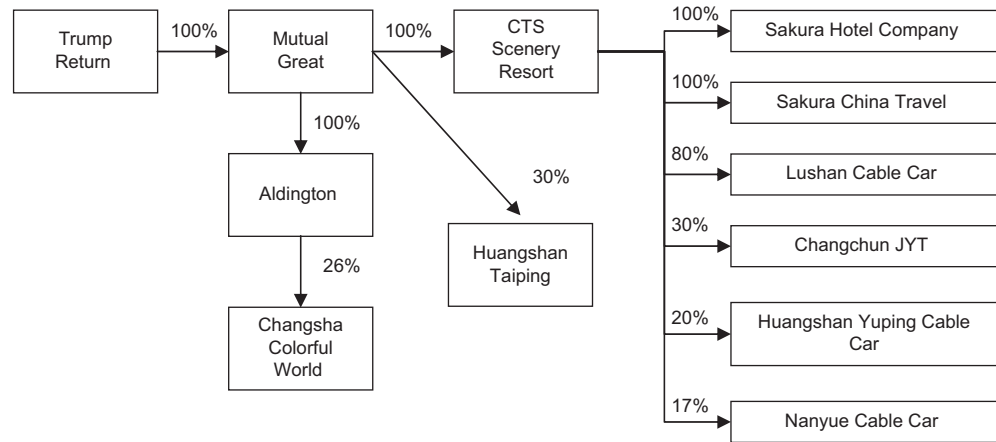 Trump
Return
100%
Mutual
Great
100%
CTS
Scenery
Resort
100%
Sakura Hotel Company
100%
Sakura China Travel
80%
Lushan Cable Car
30%
Changchun JYT
20%
Huangshan Yuping Cable
Car
17%
Nanyue Cable Car
100%
Aldington
30%
Huangshan
Taiping
26%
Changsha
Colorful
World